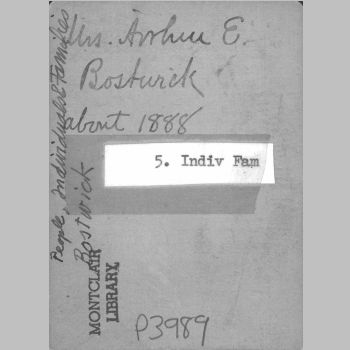 Mrs. Arthur E.
Bostwick
about 1888
5. Indiv Fam
People, Individuals & Families
Bostwick
MONTCLAIR
LIBRARY
P3989